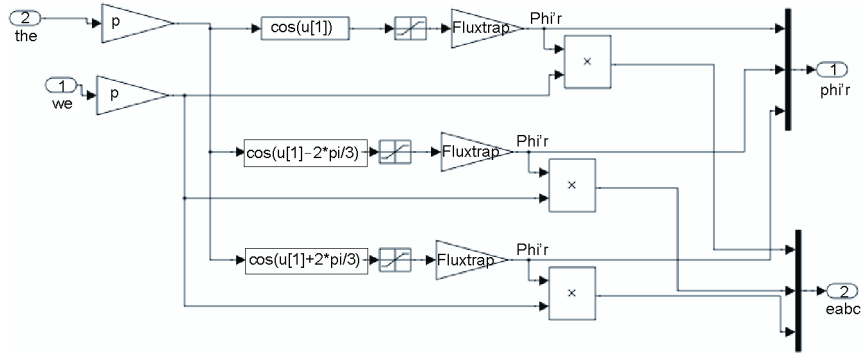 2
the
p
cos(u[1])
Fluxtrap
Phi'r
×
1
phi'r
1
we
p
cos(u[1]-2*pi/3)
Fluxtrap
Phi'r
×
cos(u[1]+2*pi/3)
Fluxtrap
Phi'r
×
2
eabc